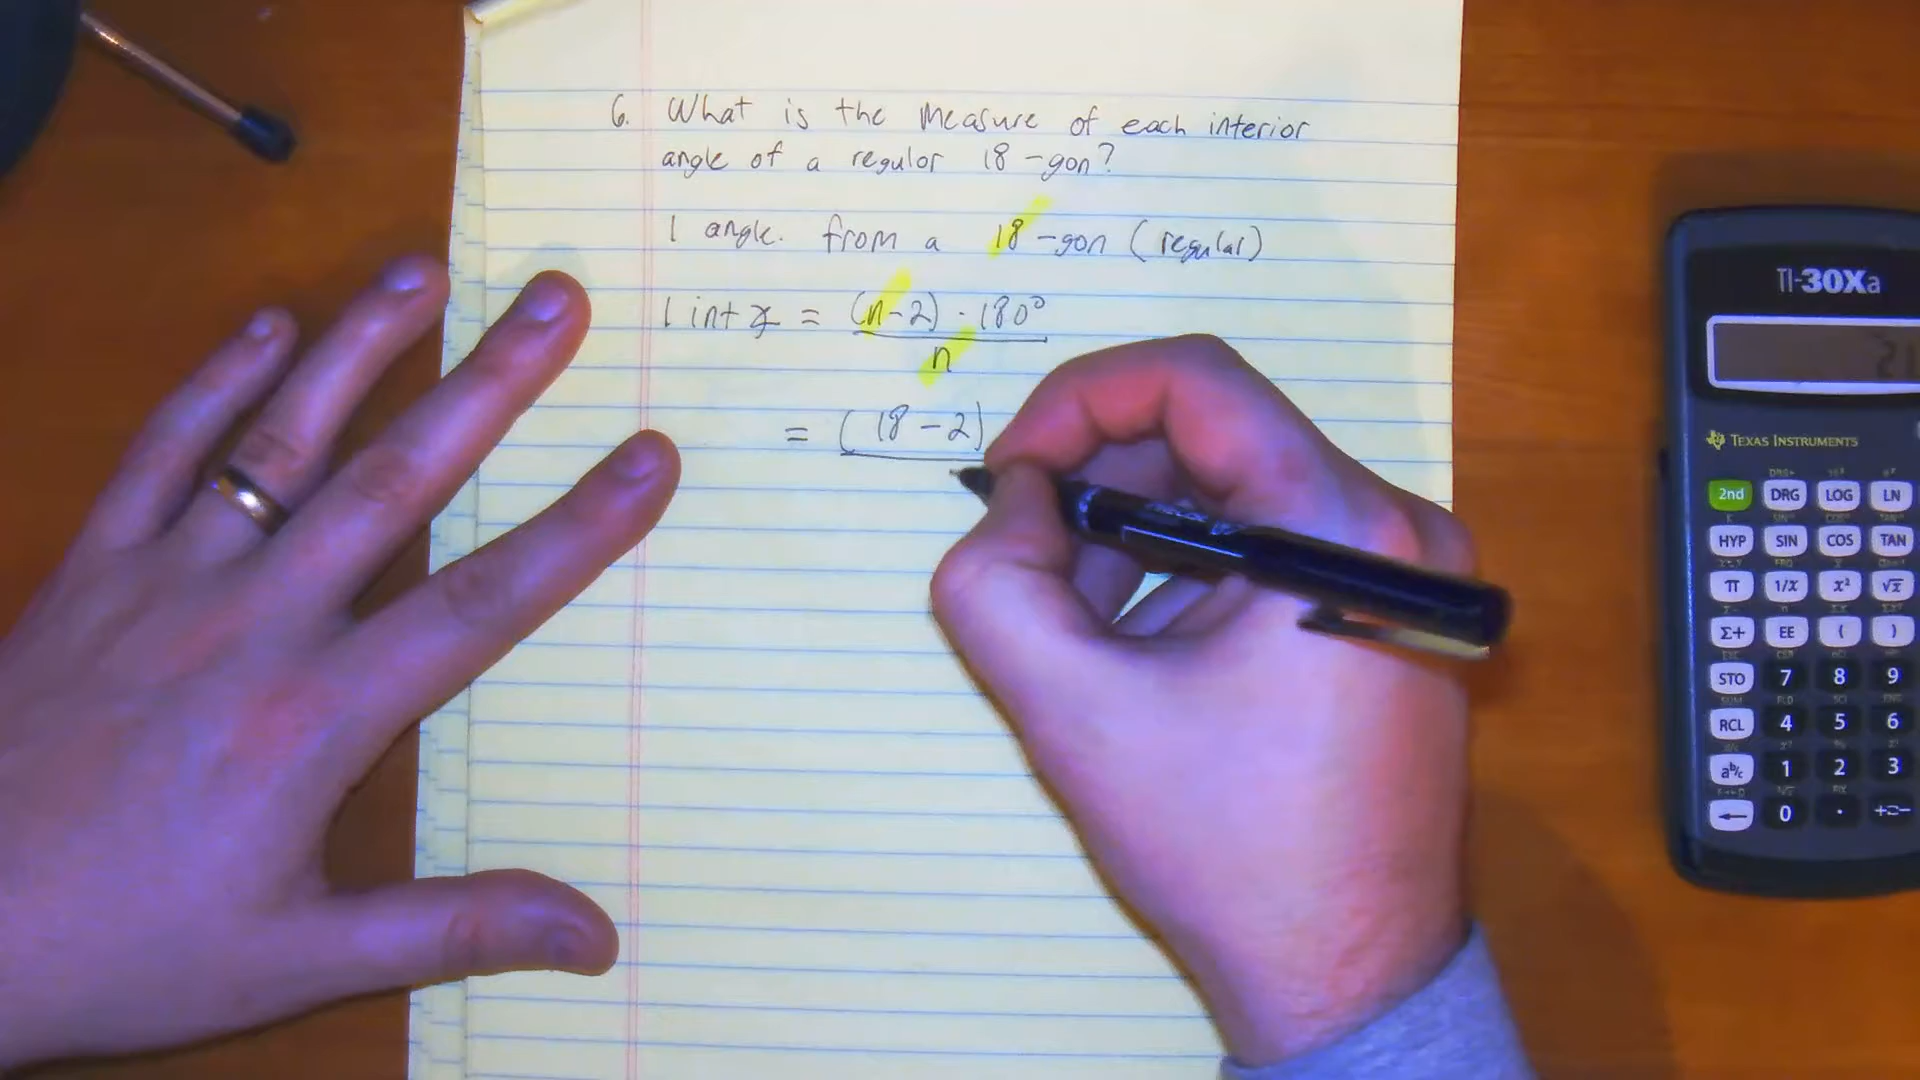 6. What is the measure of each interior
angle of a regular 18-gon?
1 angle. from a 18-gon (regular)
1 int ∡ = (n-2) · 180°
n
= (18-2)
TI-30Xa
TEXAS INSTRUMENTS
2nd DRG LOG LN
HYP SIN COS TAN
π 1/x x² √x
Σ+ EE ( )
STO 7 8 9
RCL 4 5 6
a b/c 1 2 3
← 0 ·